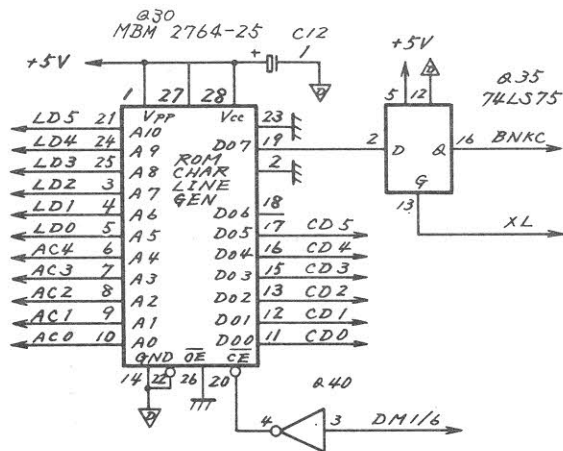 Q30
MBM 2764-25
C12
+ 1
+5V
+5V
D
D
Q35
74LS75
1 27 28
5 12
VPP Vcc
LD5 21 A10
23
LD4 24 A9
DO7 19
2 D Q 16 BNKC
LD3 25 A8
2
ROM
CHAR
LINE
GEN
G
13
XL
LD2 3 A7
LD1 4 A6
DO6 18
LD0 5 A5
DO5 17 CD5
AC4 6 A4
DO4 16 CD4
AC3 7 A3
DO3 15 CD3
AC2 8 A2
DO2 13 CD2
AC1 9 A1
DO1 12 CD1
AC0 10 A0
DO0 11 CD0
GND OE CE
14 22 26 20
Q40
D
4 3 DM1/6